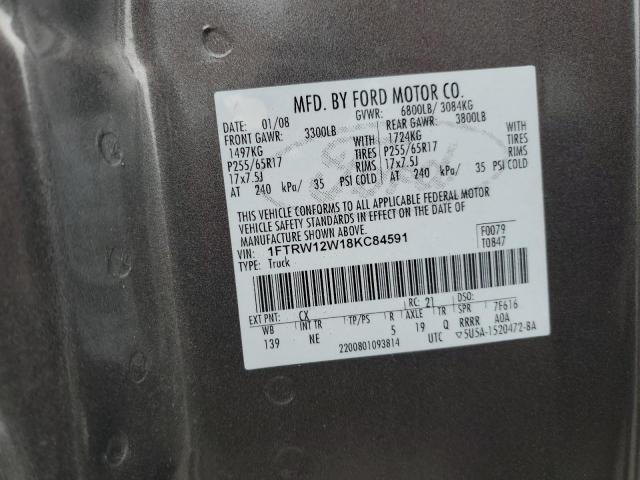 MFD. BY FORD MOTOR CO.
DATE: 01/08 GVWR: 6800LB/ 3084KG
FRONT GAWR: 3300LB REAR GAWR: 3800LB
1497KG WITH 1724KG WITH
P255/65R17 TIRES P255/65R17 TIRES
17x7.5J RIMS 17x7.5J RIMS
AT 240 kPa/ 35 PSI COLD AT 240 kPa/ 35 PSI COLD
THIS VEHICLE CONFORMS TO ALL APPLICABLE FEDERAL MOTOR
VEHICLE SAFETY STANDARDS IN EFFECT ON THE DATE OF
MANUFACTURE SHOWN ABOVE.
VIN: 1FTRW12W18KC84591 F0079
TYPE: Truck T0847
EXT PNT: CX RC: 21 DSO:
WB INT TR TP/PS R AXLE TR SPR 7F616
139 NE 5 19 Q RRRR A0A
2200801093814 UTC ▽5U5A-1520472-BA
Ford